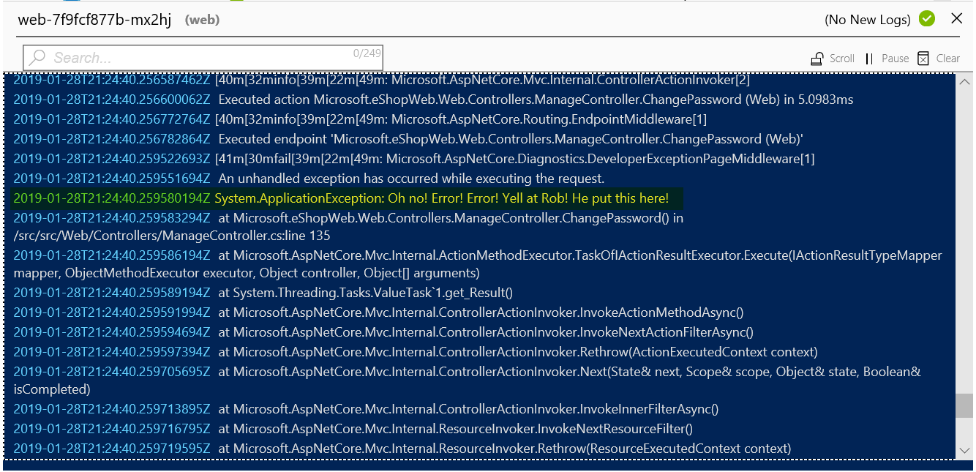 web-7f9fcf877b-mx2hj (web)
(No New Logs)
Search...
0/249
Scroll
Pause
Clear
2019-01-28T21:24:40.256587462Z [40m[32minfo[39m[22m[49m: Microsoft.AspNetCore.Mvc.Internal.ControllerActionInvoker[2]
2019-01-28T21:24:40.256600062Z Executed action Microsoft.eShopWeb.Web.Controllers.ManageController.ChangePassword (Web) in 5.0983ms
2019-01-28T21:24:40.256772764Z [40m[32minfo[39m[22m[49m: Microsoft.AspNetCore.Routing.EndpointMiddleware[1]
2019-01-28T21:24:40.256782864Z Executed endpoint 'Microsoft.eShopWeb.Web.Controllers.ManageController.ChangePassword (Web)'
2019-01-28T21:24:40.259522693Z [41m[30mfail[39m[22m[49m: Microsoft.AspNetCore.Diagnostics.DeveloperExceptionPageMiddleware[1]
2019-01-28T21:24:40.259551694Z An unhandled exception has occurred while executing the request.
2019-01-28T21:24:40.259580194Z System.ApplicationException: Oh no! Error! Error! Yell at Rob! He put this here!
2019-01-28T21:24:40.259583294Z at Microsoft.eShopWeb.Web.Controllers.ManageController.ChangePassword() in
/src/src/Web/Controllers/ManageController.cs:line 135
2019-01-28T21:24:40.259586194Z at Microsoft.AspNetCore.Mvc.Internal.ActionMethodExecutor.TaskOfIActionResultExecutor.Execute(IActionResultTypeMapper
mapper, ObjectMethodExecutor executor, Object controller, Object[] arguments)
2019-01-28T21:24:40.259589194Z at System.Threading.Tasks.ValueTask`1.get_Result()
2019-01-28T21:24:40.259591994Z at Microsoft.AspNetCore.Mvc.Internal.ControllerActionInvoker.InvokeActionMethodAsync()
2019-01-28T21:24:40.259594694Z at Microsoft.AspNetCore.Mvc.Internal.ControllerActionInvoker.InvokeNextActionFilterAsync()
2019-01-28T21:24:40.259597394Z at Microsoft.AspNetCore.Mvc.Internal.ControllerActionInvoker.Rethrow(ActionExecutedContext context)
2019-01-28T21:24:40.259705695Z at Microsoft.AspNetCore.Mvc.Internal.ControllerActionInvoker.Next(State& next, Scope& scope, Object& state, Boolean&
isCompleted)
2019-01-28T21:24:40.259713895Z at Microsoft.AspNetCore.Mvc.Internal.ControllerActionInvoker.InvokeInnerFilterAsync()
2019-01-28T21:24:40.259716795Z at Microsoft.AspNetCore.Mvc.Internal.ResourceInvoker.InvokeNextResourceFilter()
2019-01-28T21:24:40.259719595Z at Microsoft.AspNetCore.Mvc.Internal.ResourceInvoker.Rethrow(ResourceExecutedContext context)